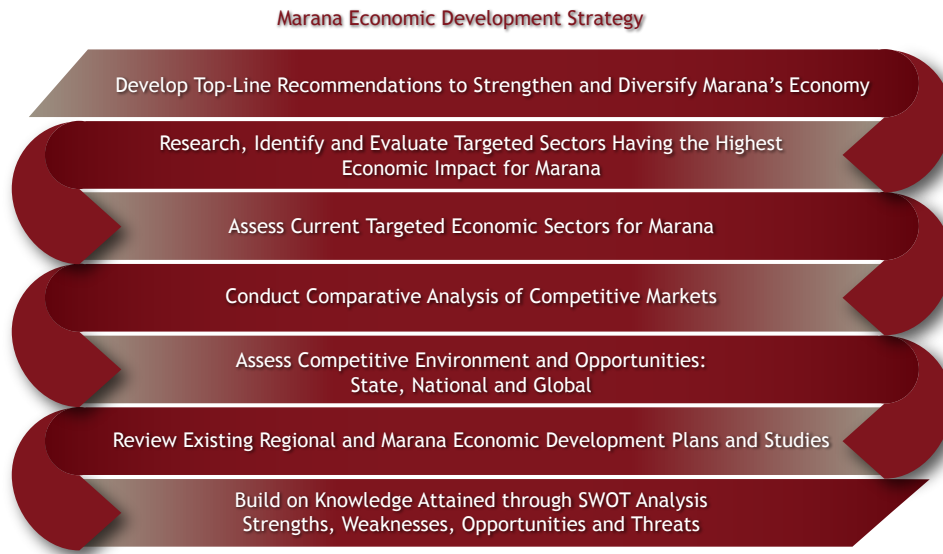 Marana Economic Development Strategy
Develop Top-Line Recommendations to Strengthen and Diversify Marana’s Economy
Research, Identify and Evaluate Targeted Sectors Having the Highest
Economic Impact for Marana
Assess Current Targeted Economic Sectors for Marana
Conduct Comparative Analysis of Competitive Markets
Assess Competitive Environment and Opportunities:
State, National and Global
Review Existing Regional and Marana Economic Development Plans and Studies
Build on Knowledge Attained through SWOT Analysis
Strengths, Weaknesses, Opportunities and Threats